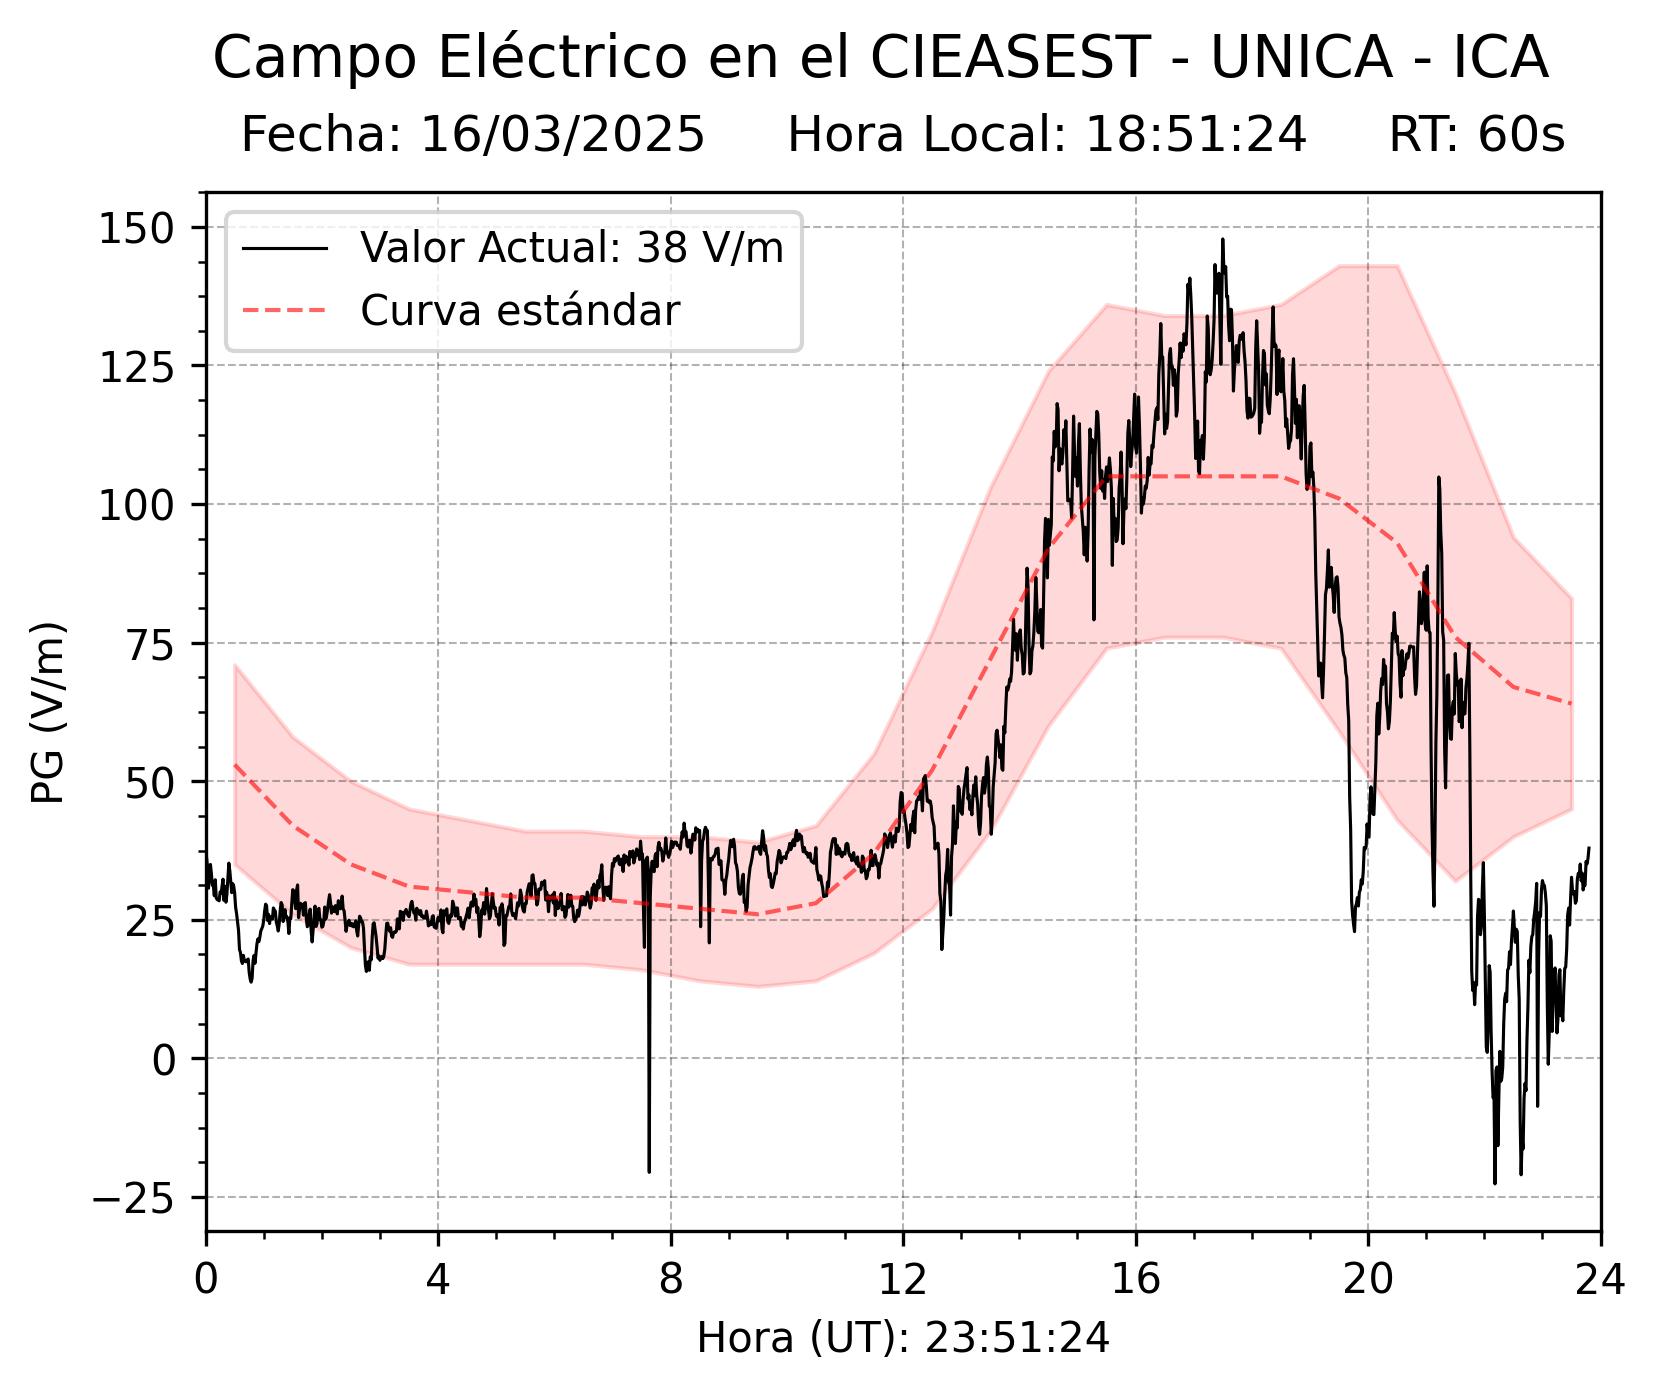 Campo Eléctrico en el CIEASEST - UNICA - ICA
Fecha: 16/03/2025 Hora Local: 18:51:24 RT: 60s
Valor Actual: 38 V/m
Curva estándar
150
125
100
75
50
25
0
−25
PG (V/m)
0 4 8 12 16 20 24
Hora (UT): 23:51:24